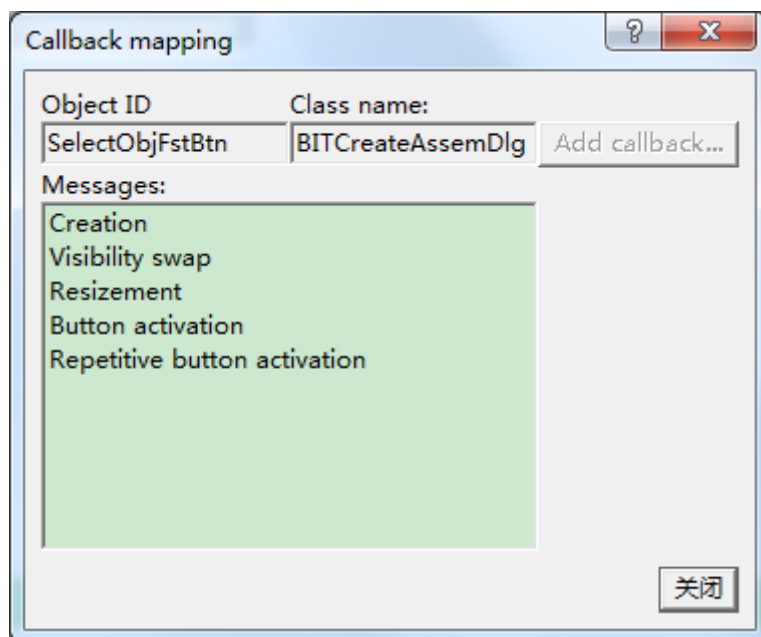 Callback mapping
Object ID Class name:
SelectObjFstBtn BITCreateAssemDlg Add callback...
Messages:
Creation
Visibility swap
Resizement
Button activation
Repetitive button activation
关闭